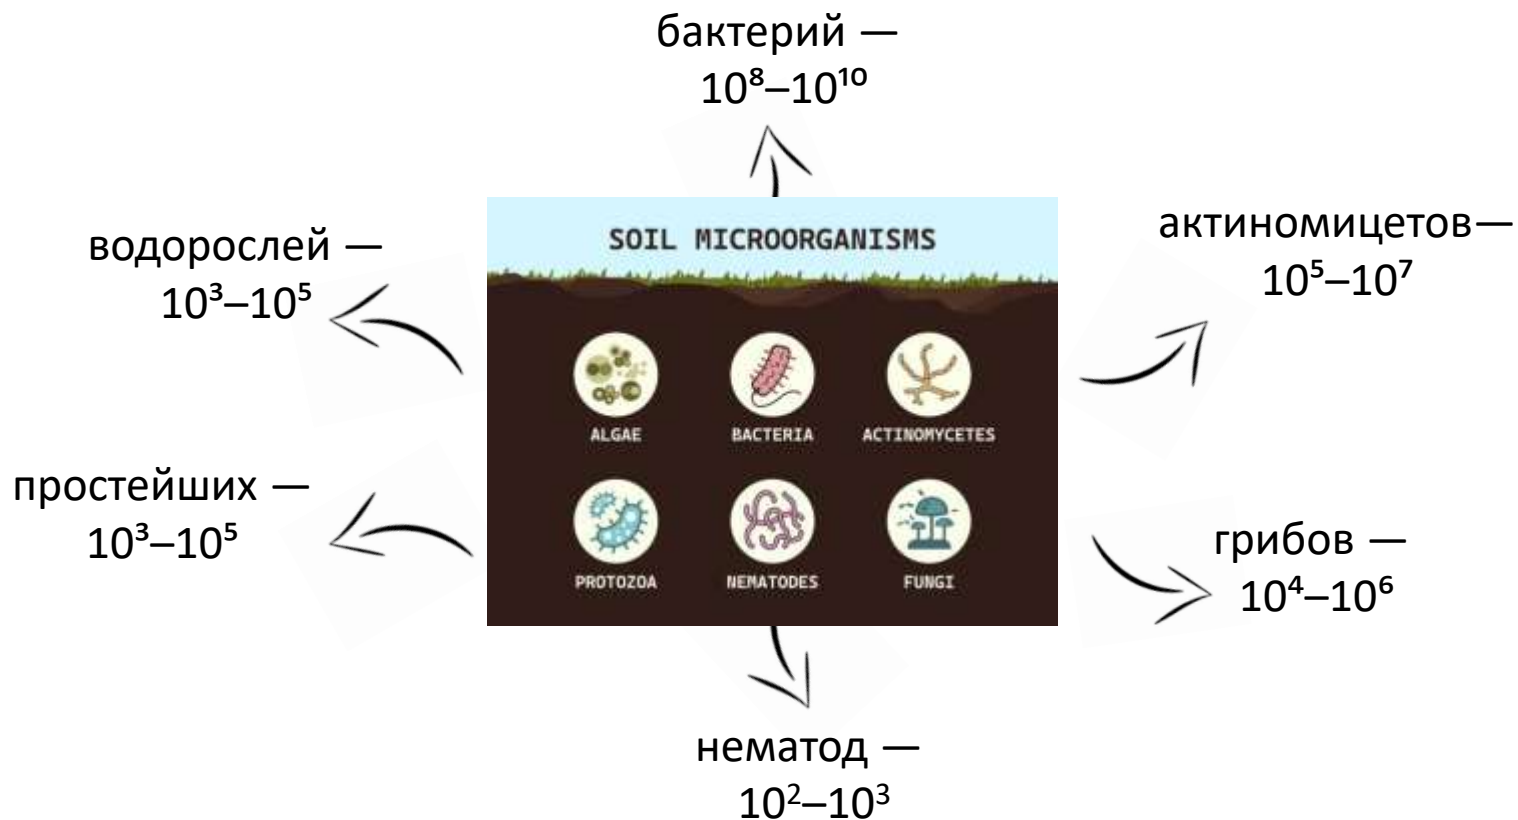 бактерий —
10⁸–10¹⁰
водорослей —
10³–10⁵
актиномицетов—
10⁵–10⁷
SOIL MICROORGANISMS
ALGAE
BACTERIA
ACTINOMYCETES
простейших —
10³–10⁵
грибов —
10⁴–10⁶
PROTOZOA
NEMATODES
FUNGI
нематод —
10²–10³